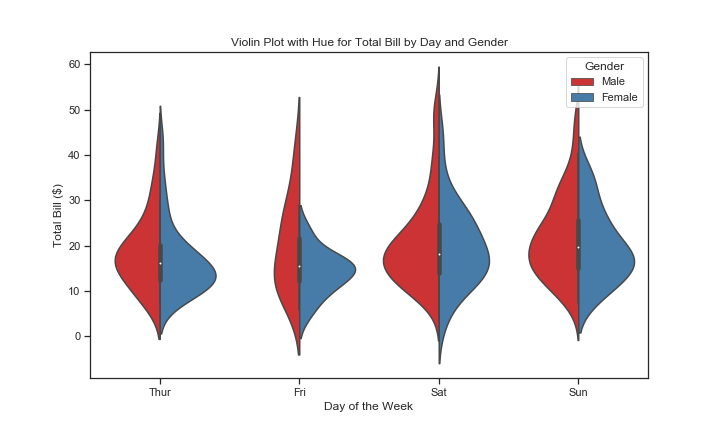 Violin Plot with Hue for Total Bill by Day and Gender
Gender
Male
Female
Total Bill ($)
60
50
40
30
20
10
0
Thur
Fri
Sat
Sun
Day of the Week